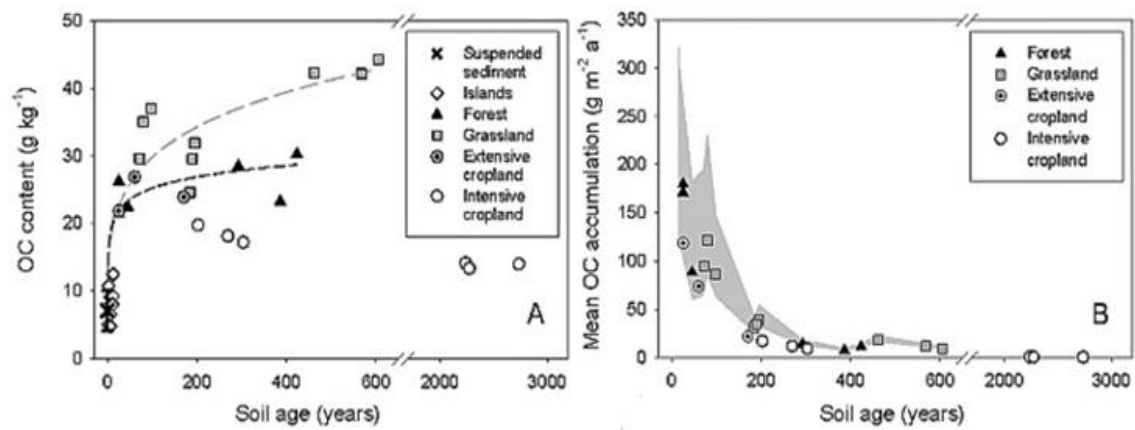 50
40
30
20
10
0
OC content (g kg⁻¹)
0
200
400
600
2000
3000
Soil age (years)
Suspended
sediment
Islands
Forest
Grassland
Extensive
cropland
Intensive
cropland
A
350
300
250
200
150
100
50
0
Mean OC accumulation (g m⁻² a⁻¹)
0
200
400
600
2000
3000
Soil age (years)
Forest
Grassland
Extensive
cropland
Intensive
cropland
B